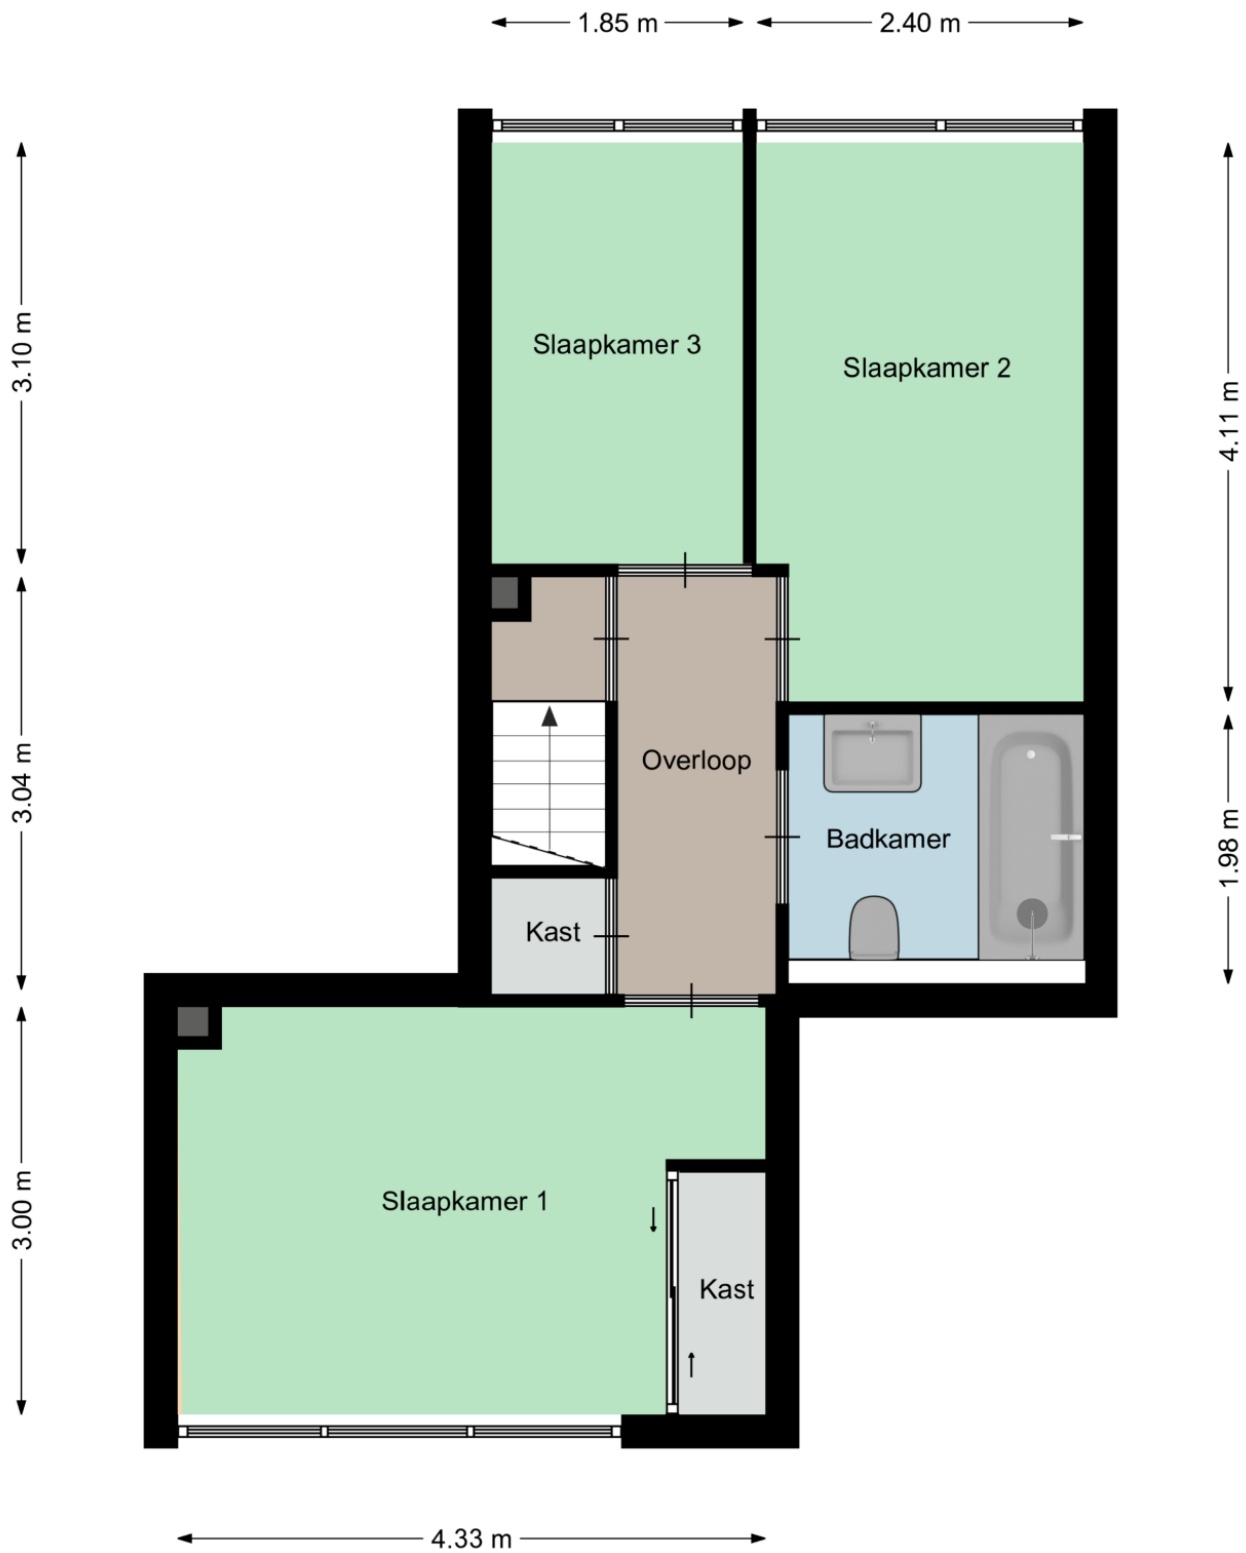 1.85 m
2.40 m
3.10 m
Slaapkamer 3
Slaapkamer 2
4.11 m
3.04 m
Overloop
Badkamer
1.98 m
Kast
3.00 m
Slaapkamer 1
Kast
4.33 m